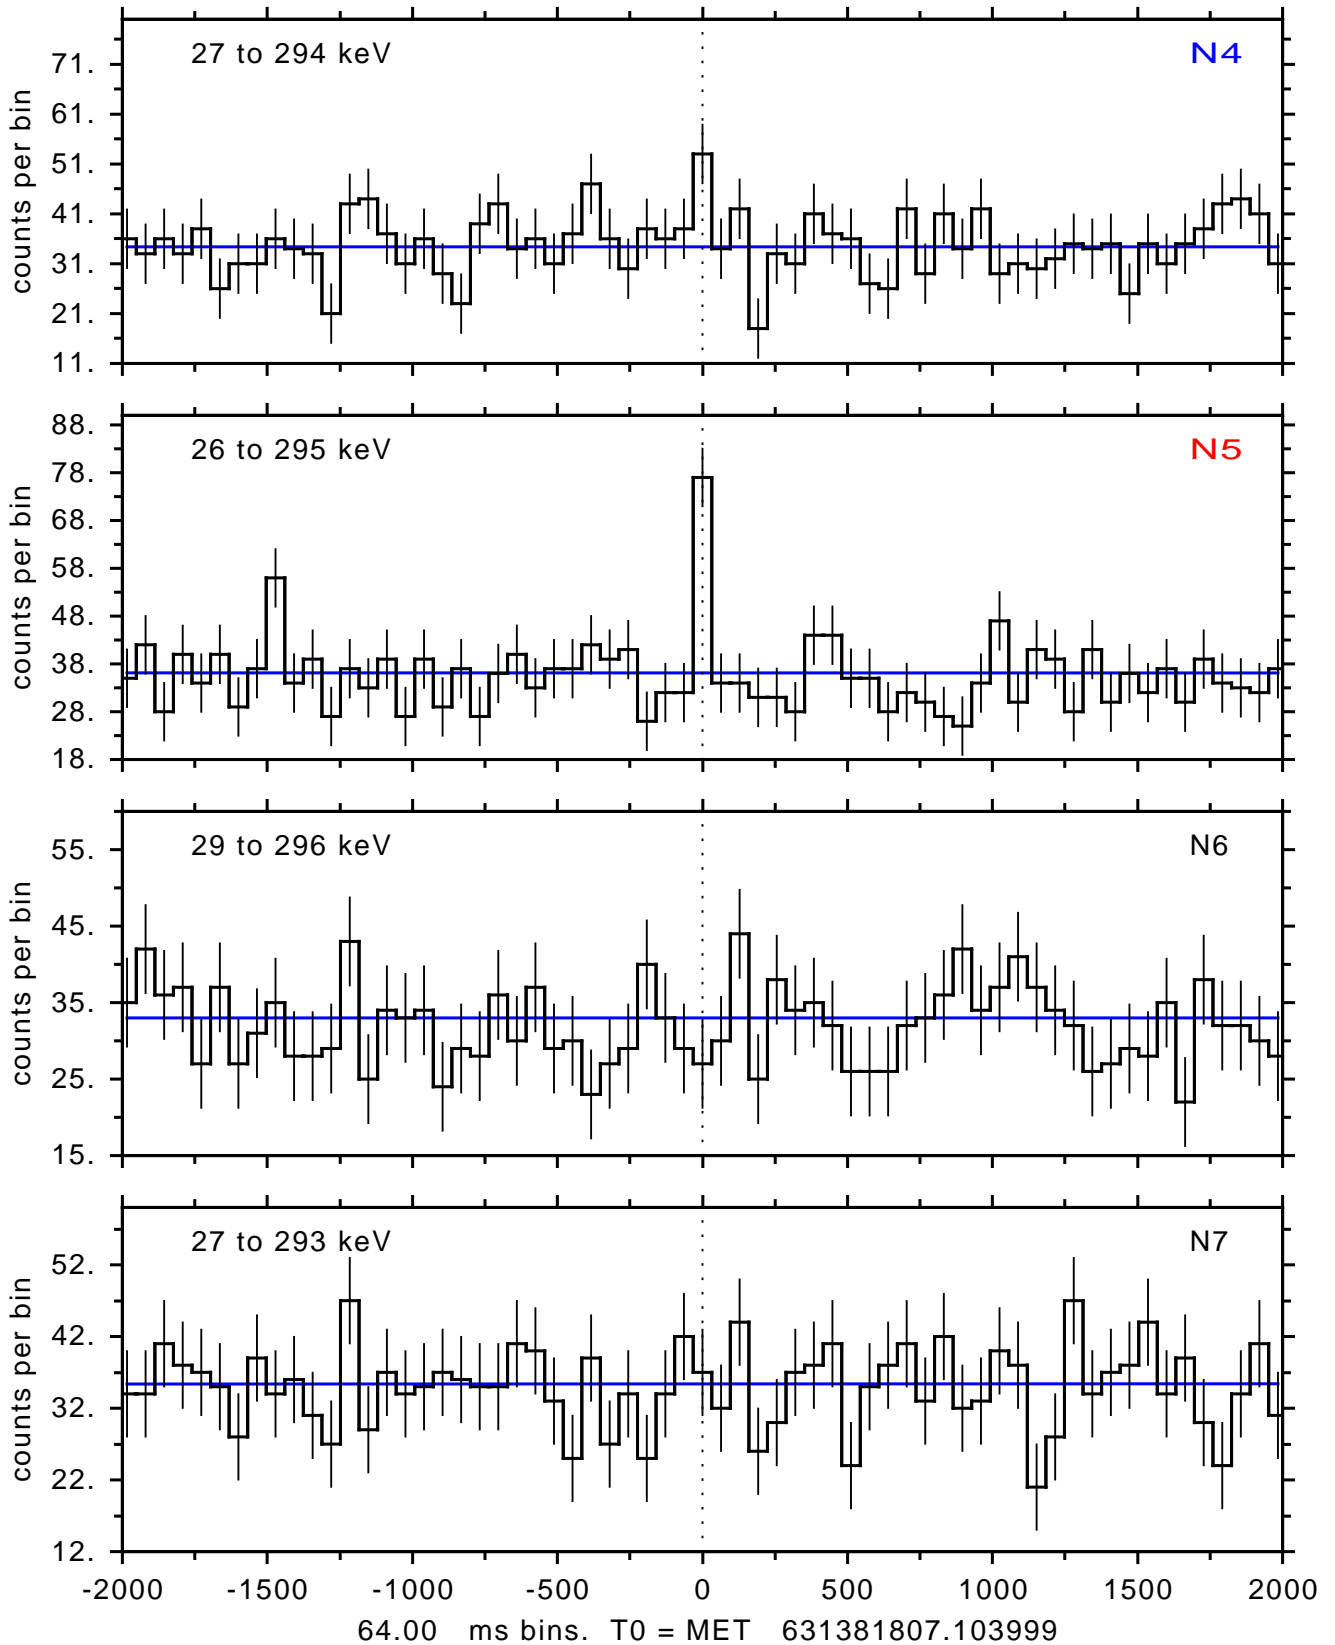 27 to 294 keV N4
71.
61.
51.
41.
31.
21.
11.
counts per bin
26 to 295 keV N5
88.
78.
68.
58.
48.
38.
28.
18.
counts per bin
29 to 296 keV N6
55.
45.
35.
25.
15.
counts per bin
27 to 293 keV N7
52.
42.
32.
22.
12.
counts per bin
-2000 -1500 -1000 -500 0 500 1000 1500 2000
64.00 ms bins. T0 = MET 631381807.103999